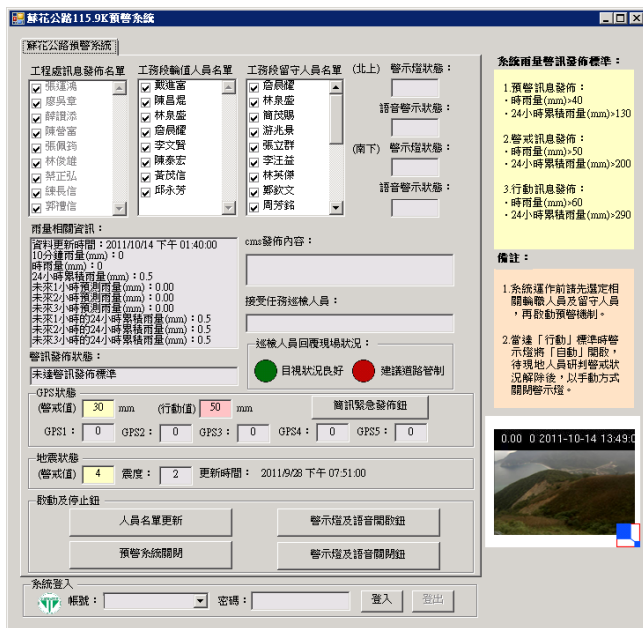 蘇花公路115.9K預警系統
蘇花公路預警系統
工程處訊息發佈名單
張運鴻
廖吳章
薛讚添
陳營富
張佩鈞
林俊雄
蔡正弘
諫長信
郭禮信
工務段輪值人員名單
戴進富
陳昌焜
林泉盛
詹晨耀
李文賢
陳泰宏
黃茂信
邱永芳
工務段留守人員名單
詹晨耀
林泉盛
簡茂賜
游兆景
張立群
李汪益
林英傑
鄭欽文
周芳銘
(北上) 警示燈狀態：
語音警示狀態：
(南下) 警示燈狀態：
語音警示狀態：
雨量相關資訊：
資料更新時間：2011/10/14 下午 01:40:00
10分鐘雨量(mm)：0
時雨量(mm)：0
24小時累積雨量(mm)：0.5
未來1小時預測雨量(mm)：0.00
未來2小時預測雨量(mm)：0.00
未來3小時預測雨量(mm)：0.00
未來1小時的24小時累積雨量(mm)：0.5
未來2小時的24小時累積雨量(mm)：0.5
未來3小時的24小時累積雨量(mm)：0.5
cms發佈內容：
接受任務巡檢人員：
巡檢人員回覆現場狀況：
目視狀況良好
建議道路管制
警訊發佈狀態：
未達警訊發佈標準
GPS狀態
(警戒值) 30 mm (行動值) 50 mm 簡訊緊急發佈鈕
GPS1： 0 GPS2： 0 GPS3： 0 GPS4： 0 GPS5： 0
地震狀態
(警戒值) 4 震度： 2 更新時間： 2011/9/28 下午 07:51:00
啟動及停止鈕
人員名單更新 警示燈及語音開啟鈕
預警系統關閉 警示燈及語音關閉鈕
系統登入
帳號： 密碼： 登入 登出
系統雨量警訊發佈標準：
1.預警訊息發佈：
‧時雨量(mm)>40
‧24小時累積雨量(mm)>130
2.警戒訊息發佈：
‧時雨量(mm)>50
‧24小時累積雨量(mm)>200
3.行動訊息發佈：
‧時雨量(mm)>60
‧24小時累積雨量(mm)>290
備註：
1.系統運作前請先選定相
關輪職人員及留守人員
，再啟動預警機制。
2.當達「行動」標準時警
示燈將「自動」開啟，
待現地人員研判警戒狀
況解除後，以手動方式
關閉警示燈。
0.00 0 2011-10-14 13:49:0